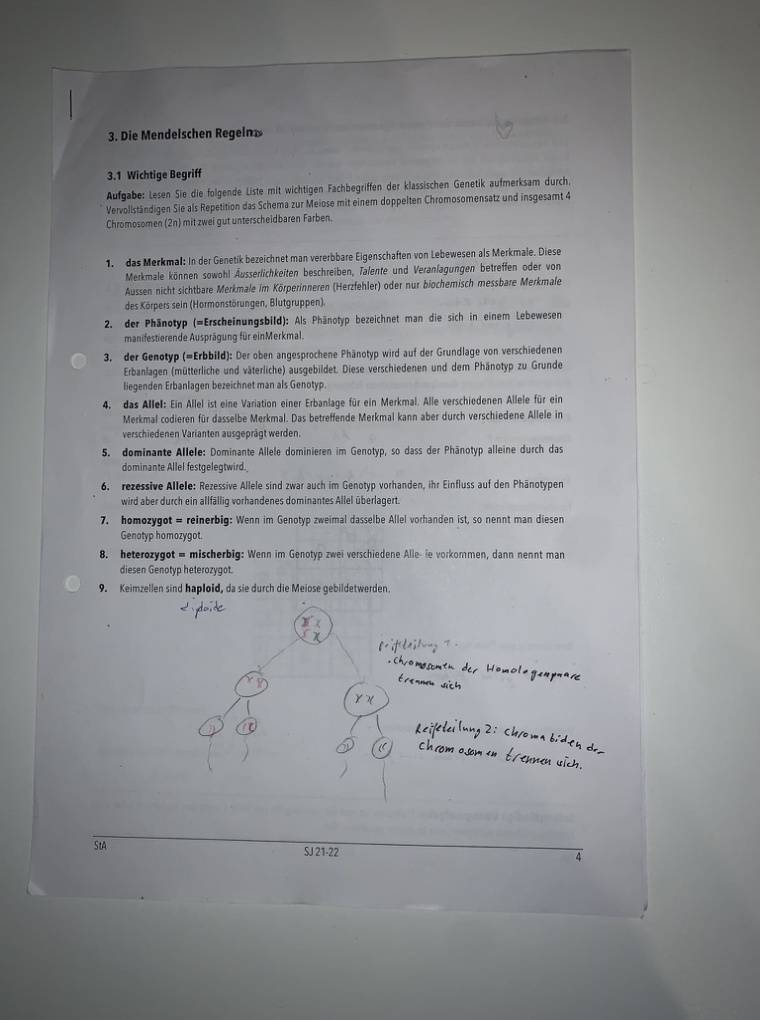 3. Die Mendelschen Regeln
3.1 Wichtige Begriff
Aufgabe: Lesen Sie die folgende Liste mit wichtigen Fachbegriffen der klassischen Genetik aufmerksam durch.
Vervollständigen Sie als Repetition das Schema zur Meiose mit einem doppelten Chromosomensatz und insgesamt 4
Chromosomen (2n) mit zwei gut unterscheidbaren Farben.
1. das Merkmal: In der Genetik bezeichnet man vererbbare Eigenschaften von Lebewesen als Merkmale. Diese
Merkmale können sowohl Äusserlichkeiten beschreiben, Talente und Veranlagungen betreffen oder von
Aussen nicht sichtbare Merkmale im Körperinneren (Herzfehler) oder nur biochemisch messbare Merkmale
des Körpers sein (Hormonstörungen, Blutgruppen).
2. der Phänotyp (=Erscheinungsbild): Als Phänotyp bezeichnet man die sich in einem Lebewesen
manifestierende Ausprägung für einMerkmal.
3. der Genotyp (=Erbbild): Der oben angesprochene Phänotyp wird auf der Grundlage von verschiedenen
Erbanlagen (mütterliche und väterliche) ausgebildet. Diese verschiedenen und dem Phänotyp zu Grunde
liegenden Erbanlagen bezeichnet man als Genotyp.
4. das Allel: Ein Allel ist eine Variation einer Erbanlage für ein Merkmal. Alle verschiedenen Allele für ein
Merkmal codieren für dasselbe Merkmal. Das betreffende Merkmal kann aber durch verschiedene Allele in
verschiedenen Varianten ausgeprägt werden.
5. dominante Allele: Dominante Allele dominieren im Genotyp, so dass der Phänotyp alleine durch das
dominante Allel festgelegtwird.
6. rezessive Allele: Rezessive Allele sind zwar auch im Genotyp vorhanden, ihr Einfluss auf den Phänotypen
wird aber durch ein allfällig vorhandenes dominantes Allel überlagert.
7. homozygot = reinerbig: Wenn im Genotyp zweimal dasselbe Allel vorhanden ist, so nennt man diesen
Genotyp homozygot.
8. heterozygot = mischerbig: Wenn im Genotyp zwei verschiedene Alle- ie vorkommen, dann nennt man
diesen Genotyp heterozygot.
9. Keimzellen sind haploid, da sie durch die Meiose gebildetwerden.
diploide
Reifeteilung 1.
. Chromosomen der Homologenpaare
trennen sich
Reifeteilung 2: Chromatiden der
Chromosomen trennen sich.
StA SJ 21-22 4